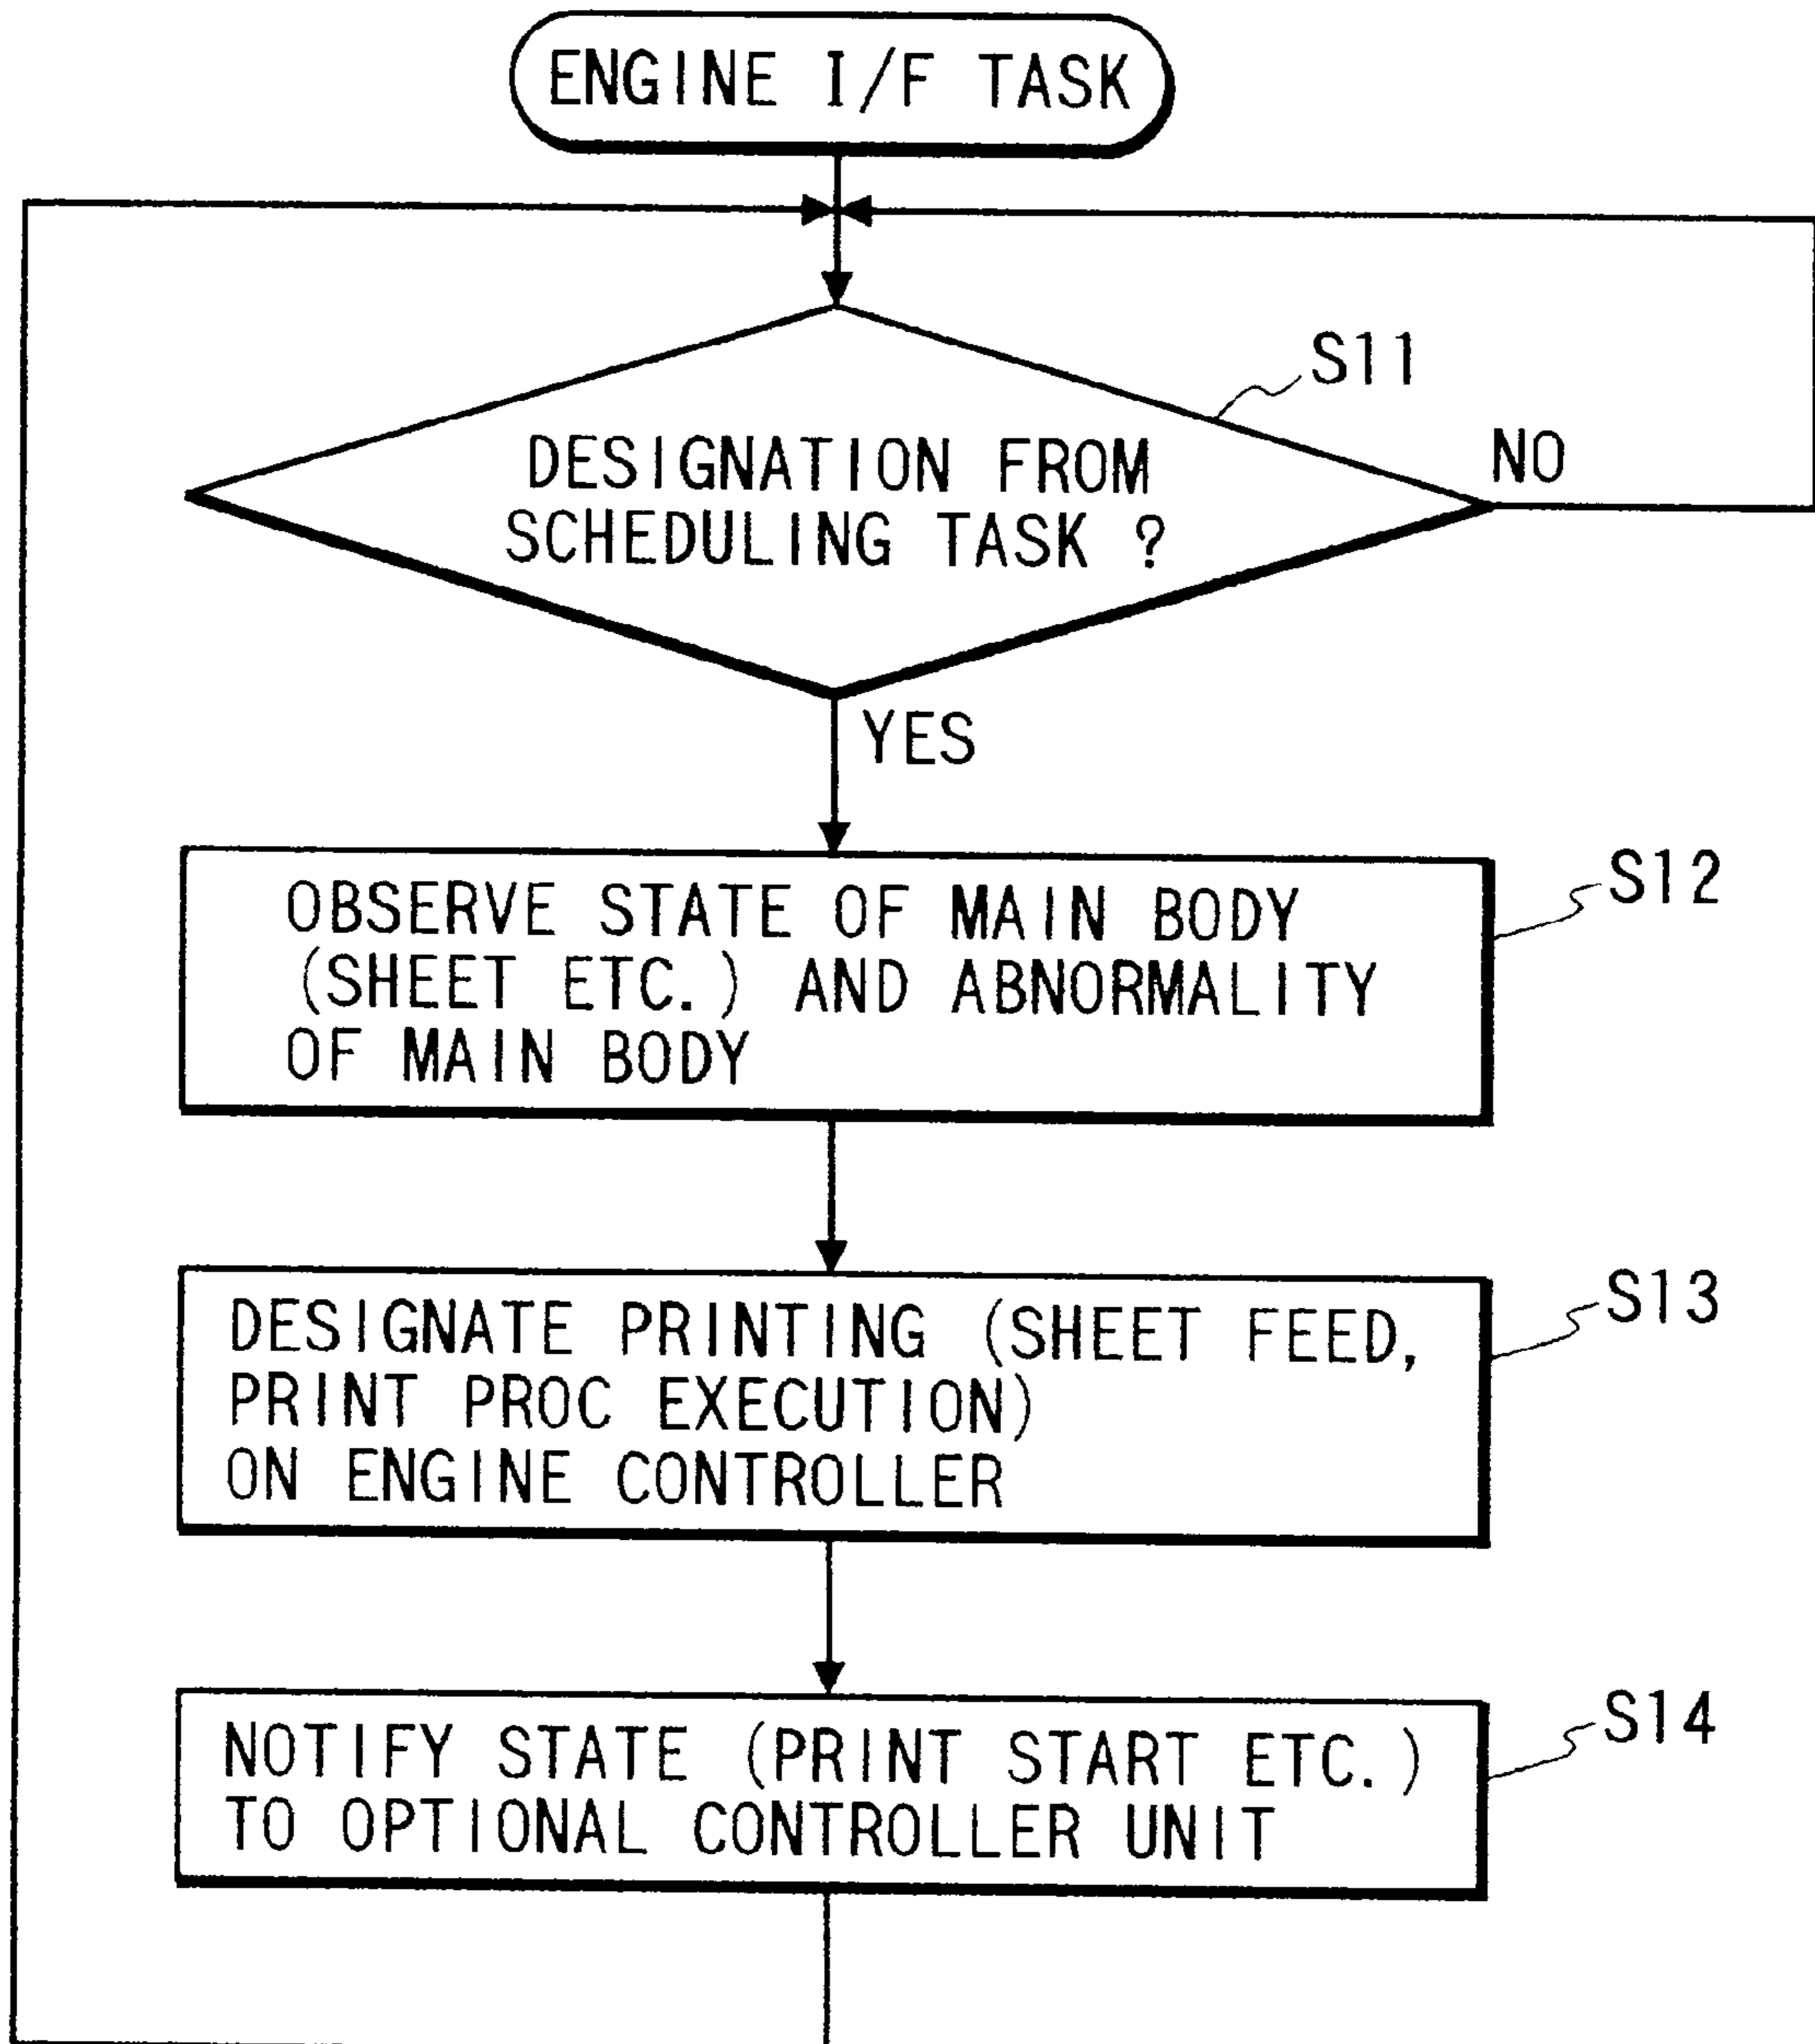 ENGINE I/F TASK
S11
DESIGNATION FROM
SCHEDULING TASK ?
NO
YES
S12
OBSERVE STATE OF MAIN BODY
(SHEET ETC.) AND ABNORMALITY
OF MAIN BODY
S13
DESIGNATE PRINTING (SHEET FEED,
PRINT PROC EXECUTION)
ON ENGINE CONTROLLER
S14
NOTIFY STATE (PRINT START ETC.)
TO OPTIONAL CONTROLLER UNIT